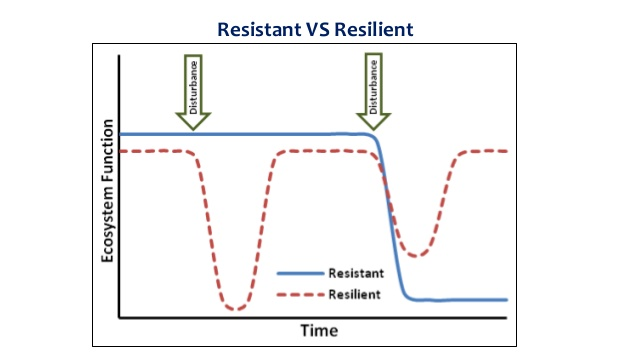 Resistant VS Resilient
Disturbance
Disturbance
Ecosystem Function
Resistant
Resilient
Time